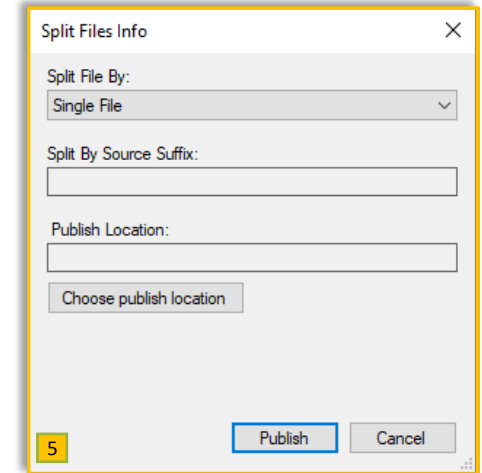 Split Files Info
Split File By:
Single File
Split By Source Suffix:
Publish Location:
Choose publish location
5
Publish Cancel